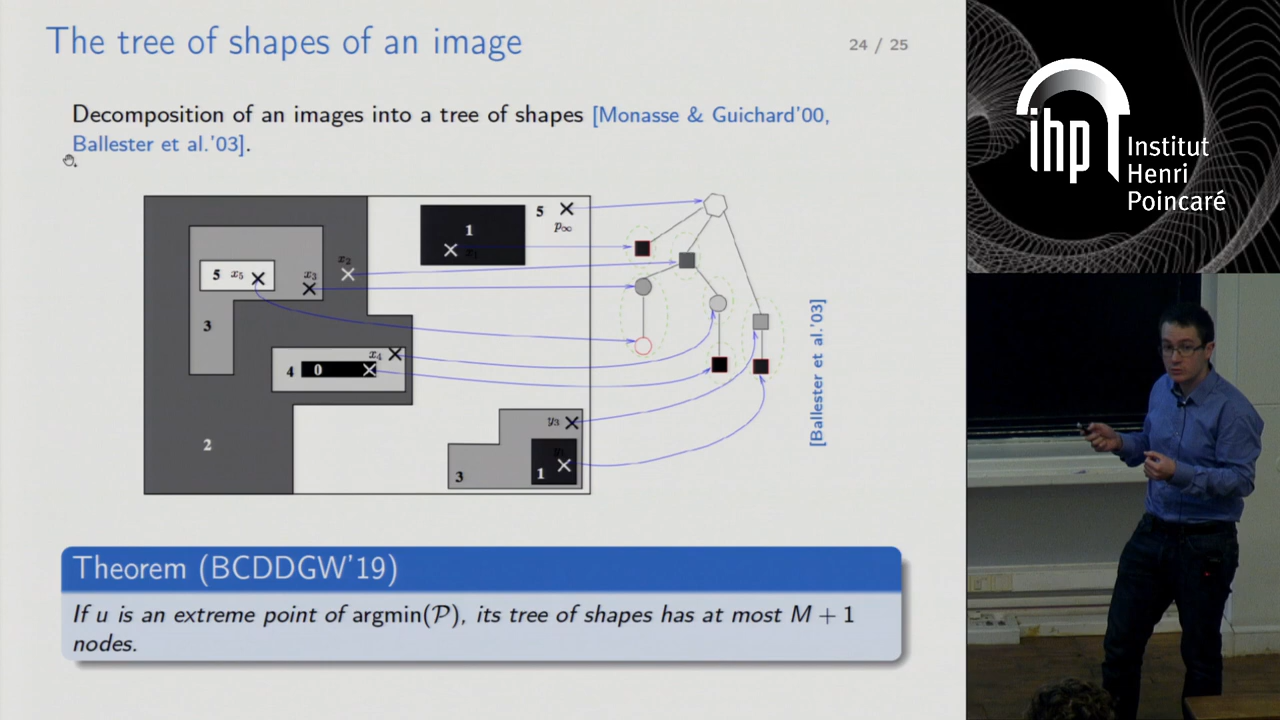 The tree of shapes of an image
24 / 25
Decomposition of an images into a tree of shapes [Monasse & Guichard'00,
Ballester et al.'03].
5
p∞
1
x₁
x₂
5 x₅
x₃
3
x₄
4 0
2
y₃
3
1
[Ballester et al.'03]
Theorem (BCDDGW'19)
If u is an extreme point of argmin(P), its tree of shapes has at most M + 1
nodes.
ihp
Institut
Henri
Poincaré